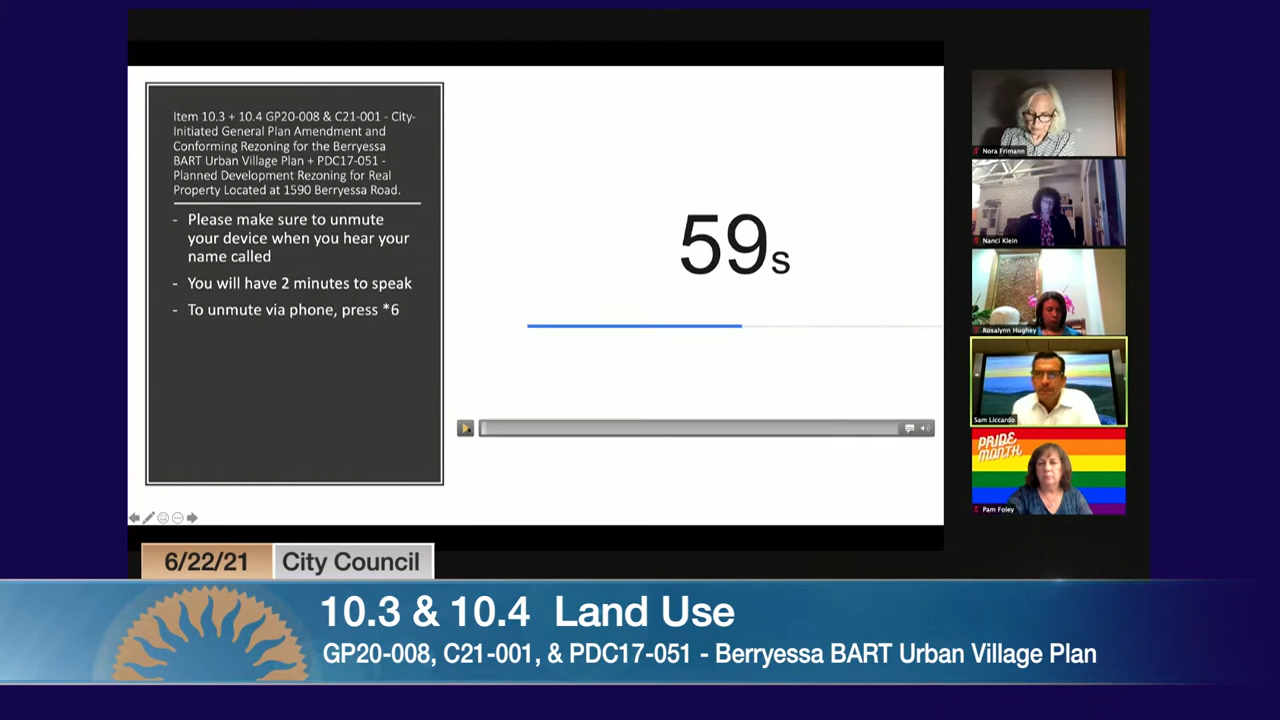 Item 10.3 + 10.4 GP20-008 & C21-001 - City-
Initiated General Plan Amendment and
Conforming Rezoning for the Berryessa
BART Urban Village Plan + PDC17-051 -
Planned Development Rezoning for Real
Property Located at 1590 Berryessa Road.
- Please make sure to unmute
your device when you hear your
name called
- You will have 2 minutes to speak
- To unmute via phone, press *6
59s
Nora Frimann
Nanci Klein
Rosalynn Hughey
Sam Liccardo
PRIDE
MONTH
Pam Foley
6/22/21 City Council
10.3 & 10.4 Land Use
GP20-008, C21-001, & PDC17-051 - Berryessa BART Urban Village Plan